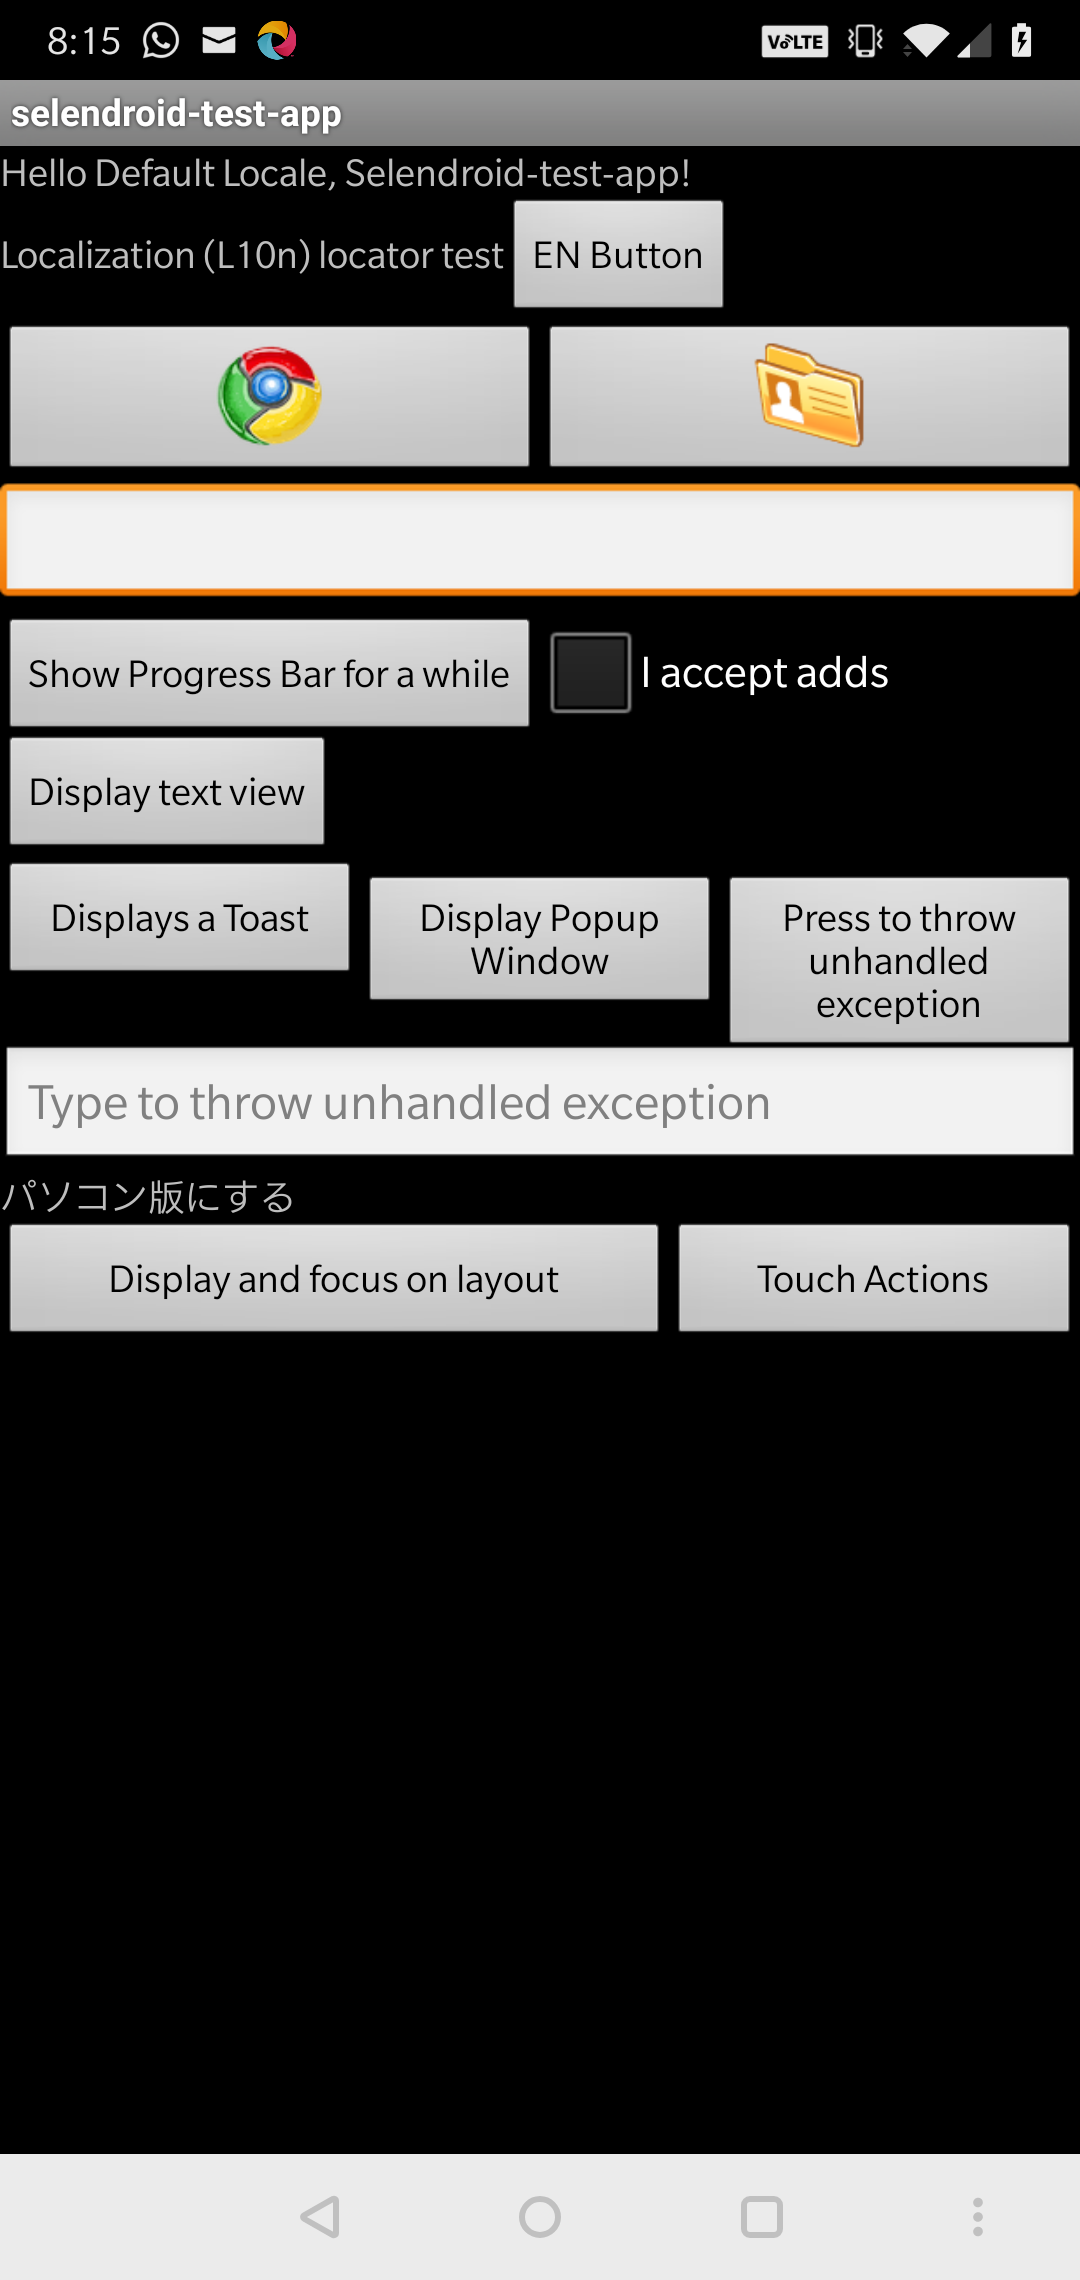 8:15 VoLTE
selendroid-test-app
Hello Default Locale, Selendroid-test-app!
Localization (L10n) locator test EN Button
Show Progress Bar for a while I accept adds
Display text view
Displays a Toast
Display Popup
Window
Press to throw
unhandled
exception
Type to throw unhandled exception
パソコン版にする
Display and focus on layout Touch Actions